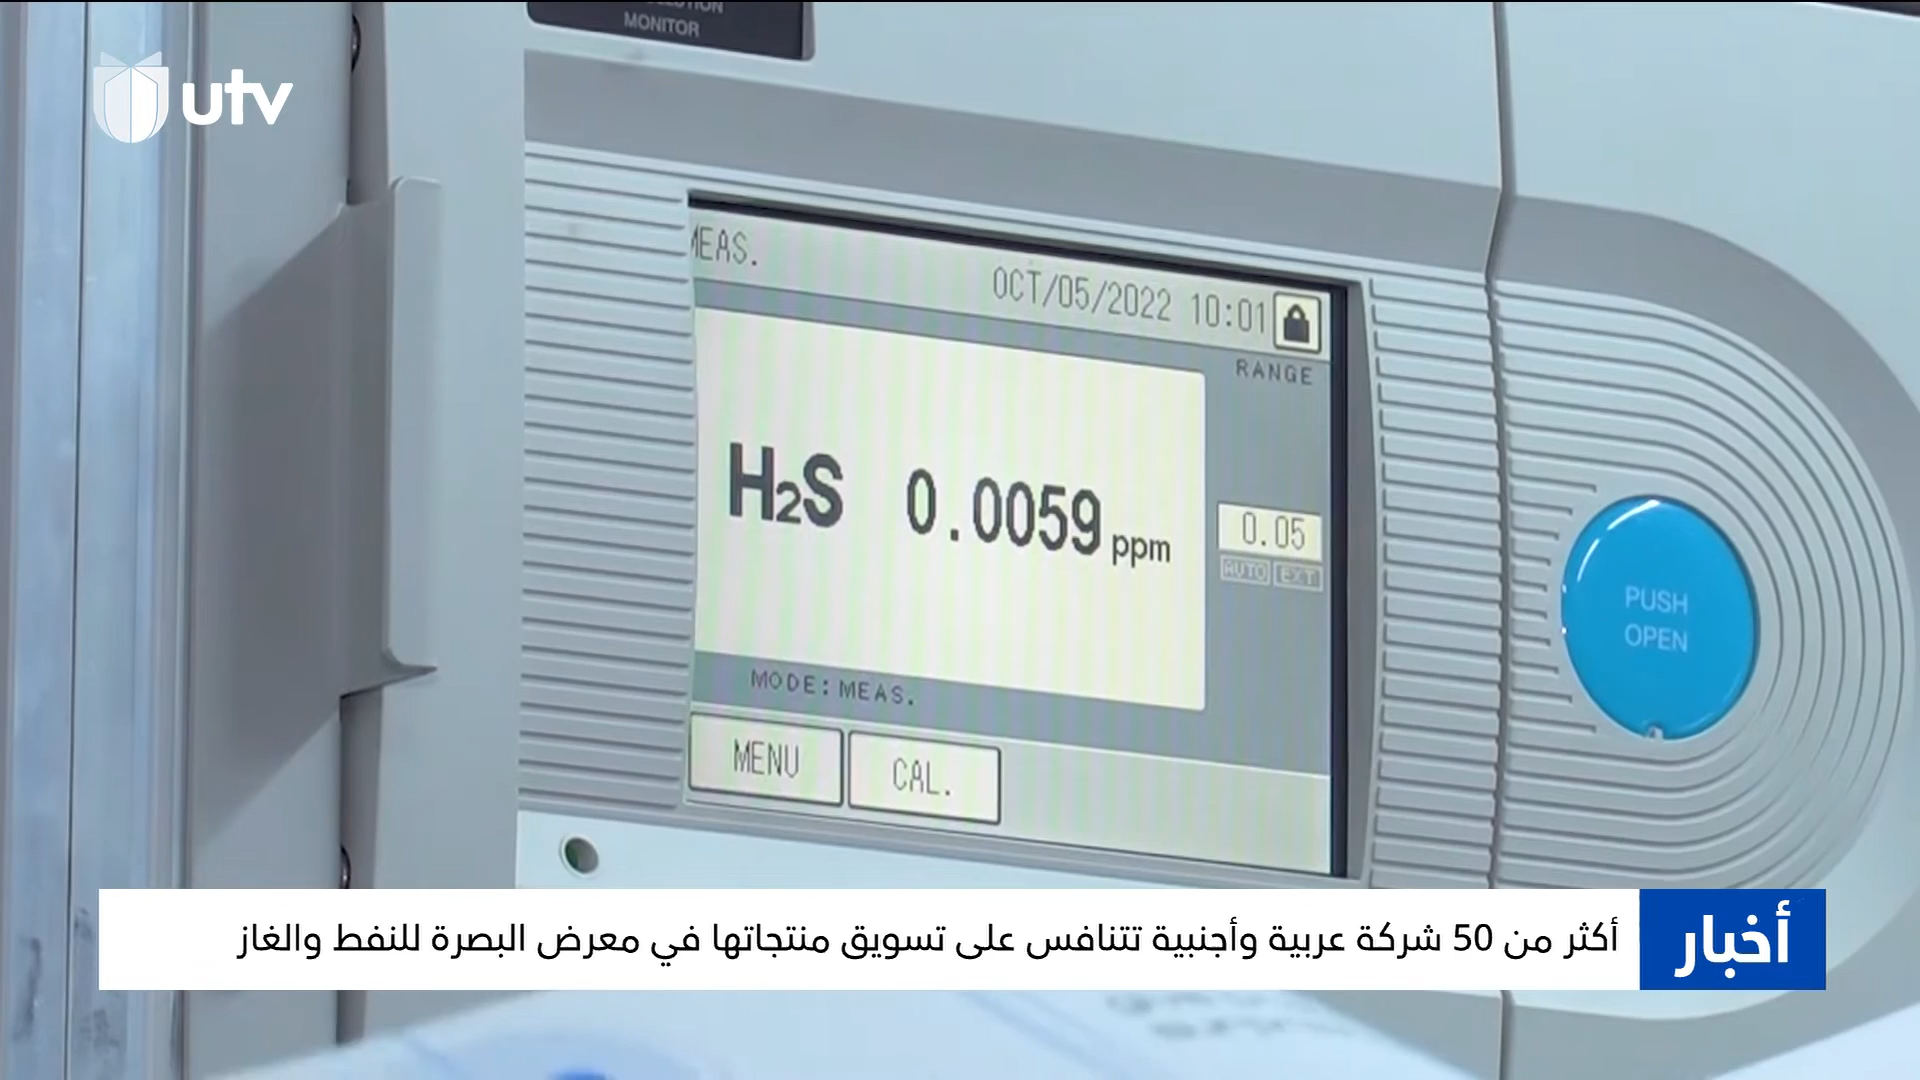 MONITOR
utv
MEAS.
OCT/05/2022 10:01
RANGE
H₂S 0.0059 ppm
0.05
AUTO EXT
PUSH
OPEN
MODE:MEAS.
MENU
CAL.
أخبار
أكثر من 50 شركة عربية وأجنبية تتنافس على تسويق منتجاتها في معرض البصرة للنفط والغاز